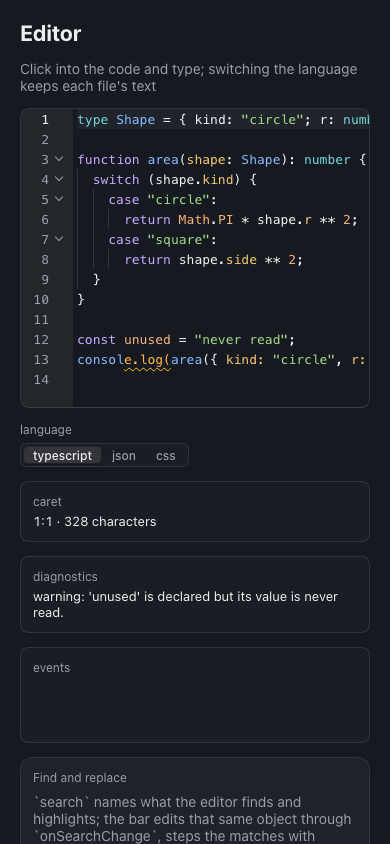 Editor
Click into the code and type; switching the language
keeps each file's text
1 type Shape = { kind: "circle"; r: numb
2
3 function area(shape: Shape): number {
4 switch (shape.kind) {
5 case "circle":
6 return Math.PI * shape.r ** 2;
7 case "square":
8 return shape.side ** 2;
9 }
10 }
11
12 const unused = "never read";
13 console.log(area({ kind: "circle", r:
14
language
typescript json css
caret
1:1 · 328 characters
diagnostics
warning: 'unused' is declared but its value is never
read.
events
Find and replace
`search` names what the editor finds and
highlights; the bar edits that same object through
`onSearchChange`, steps the matches with